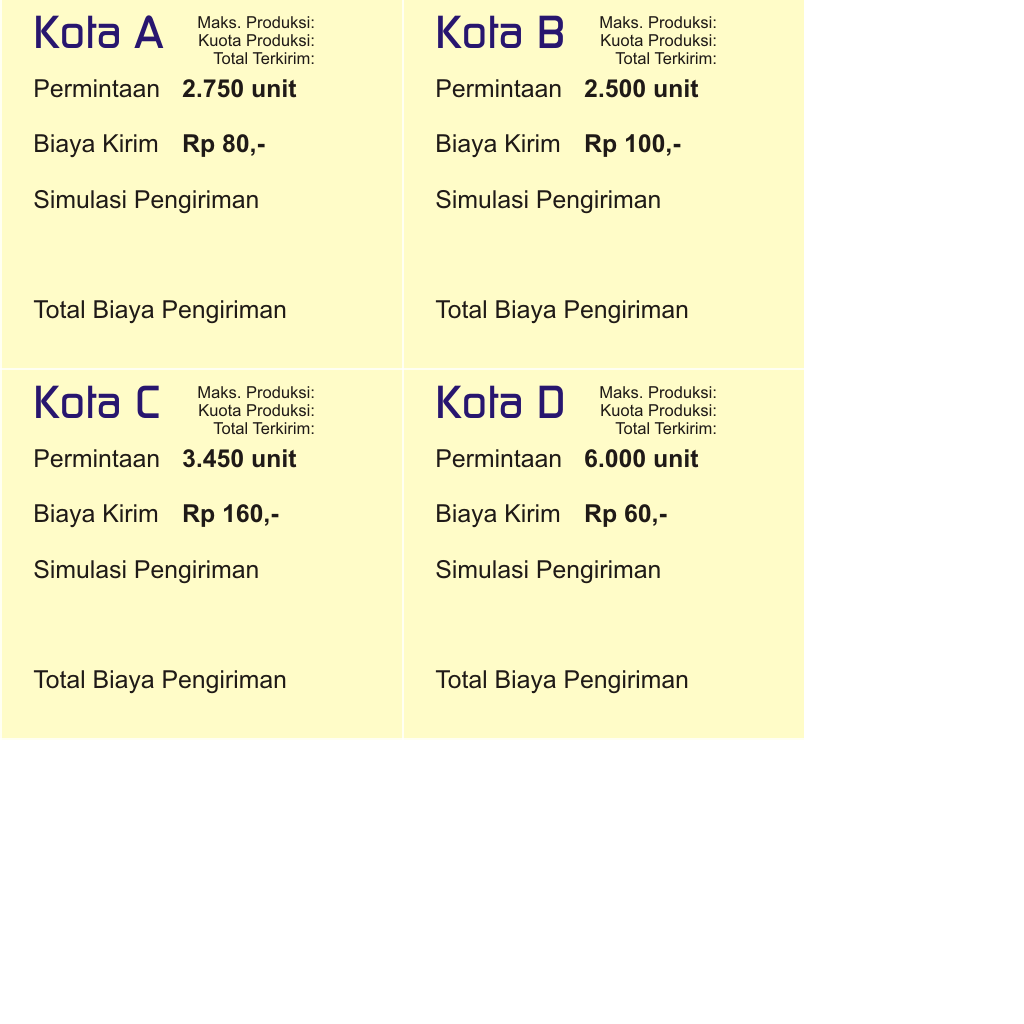 Kota A
Maks. Produksi:
Kuota Produksi:
Total Terkirim:
Permintaan 2.750 unit
Biaya Kirim Rp 80,-
Simulasi Pengiriman
Total Biaya Pengiriman
Kota B
Maks. Produksi:
Kuota Produksi:
Total Terkirim:
Permintaan 2.500 unit
Biaya Kirim Rp 100,-
Simulasi Pengiriman
Total Biaya Pengiriman
Kota C
Maks. Produksi:
Kuota Produksi:
Total Terkirim:
Permintaan 3.450 unit
Biaya Kirim Rp 160,-
Simulasi Pengiriman
Total Biaya Pengiriman
Kota D
Maks. Produksi:
Kuota Produksi:
Total Terkirim:
Permintaan 6.000 unit
Biaya Kirim Rp 60,-
Simulasi Pengiriman
Total Biaya Pengiriman